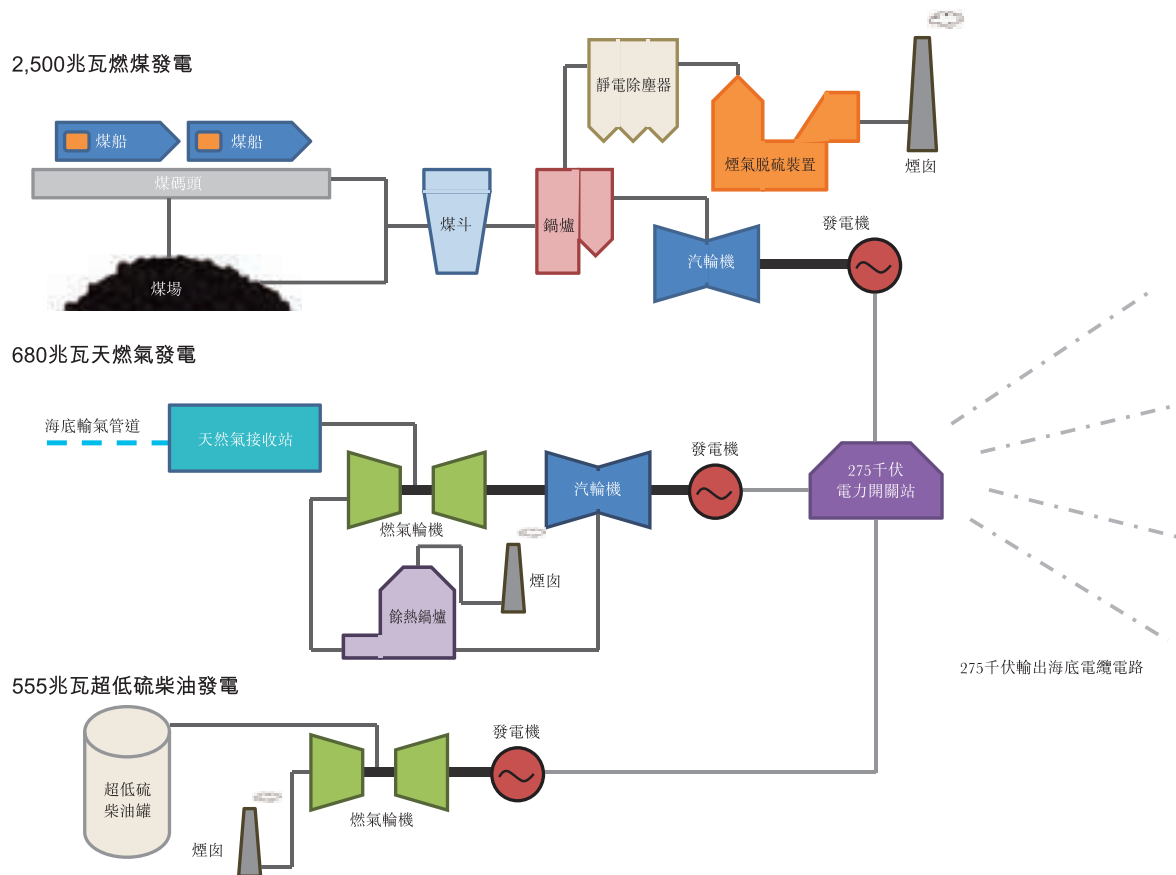 2,500兆瓦燃煤發電
靜電除塵器
煤船
煤船
煙氣脱硫裝置
煙囱
煤碼頭
煤斗
鍋爐
汽輪機
發電機
煤場
680兆瓦天燃氣發電
海底輸氣管道
天然氣接收站
燃氣輪機
汽輪機
發電機
275千伏
電力開關站
煙囱
餘熱鍋爐
275千伏輸出海底電纜電路
555兆瓦超低硫柴油發電
超低硫
柴油罐
煙囱
燃氣輪機
發電機